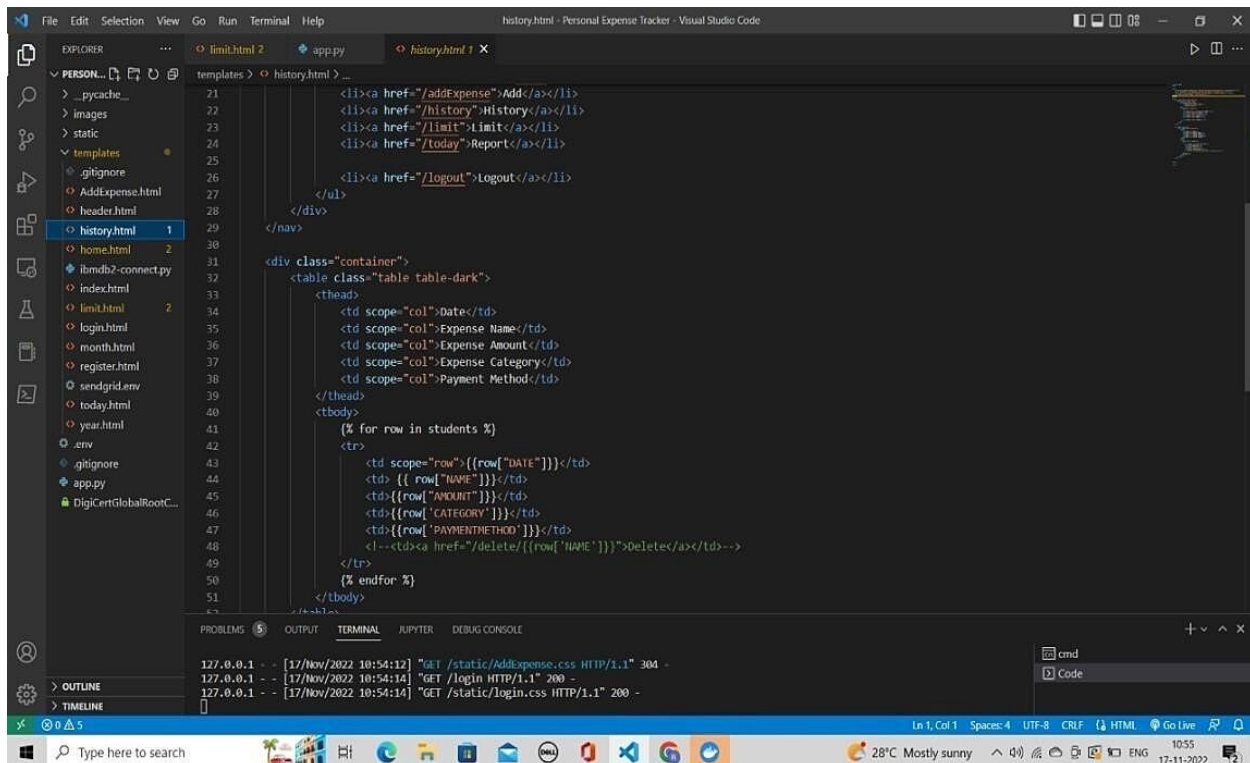 File Edit Selection View Go Run Terminal Help
history.html - Personal Expense Tracker - Visual Studio Code
EXPLORER
PERSON...
> __pycache__
> images
> static
templates
.gitignore
AddExpense.html
header.html
history.html 1
home.html 2
ibmdb2-connect.py
index.html
limit.html 2
login.html
month.html
register.html
sendgrid.env
today.html
year.html
.env
.gitignore
app.py
DigiCertGlobalRootC...
> OUTLINE
> TIMELINE
limit.html 2 app.py history.html 1
templates > history.html > ...
21 <li><a href="/addExpense">Add</a></li>
22 <li><a href="/history">History</a></li>
23 <li><a href="/limit">Limit</a></li>
24 <li><a href="/today">Report</a></li>
25
26 <li><a href="/logout">Logout</a></li>
27 </ul>
28 </div>
29 </nav>
30
31 <div class="container">
32 <table class="table table-dark">
33 <thead>
34 <td scope="col">Date</td>
35 <td scope="col">Expense Name</td>
36 <td scope="col">Expense Amount</td>
37 <td scope="col">Expense Category</td>
38 <td scope="col">Payment Method</td>
39 </thead>
40 <tbody>
41 {% for row in students %}
42 <tr>
43 <td scope="row">{{row["DATE"]}}</td>
44 <td> {{ row["NAME"]}}</td>
45 <td>{{row["AMOUNT"]}}</td>
46 <td>{{row['CATEGORY']}}</td>
47 <td>{{row['PAYMENTMETHOD']}}</td>
48 <!--<td><a href="/delete/{{row['NAME']}}">Delete</a></td>-->
49 </tr>
50 {% endfor %}
51 </tbody>
52 </table>
PROBLEMS 5 OUTPUT TERMINAL JUPYTER DEBUG CONSOLE
127.0.0.1 - - [17/Nov/2022 10:54:12] "GET /static/AddExpense.css HTTP/1.1" 304 -
127.0.0.1 - - [17/Nov/2022 10:54:14] "GET /login HTTP/1.1" 200 -
127.0.0.1 - - [17/Nov/2022 10:54:14] "GET /static/login.css HTTP/1.1" 200 -
cmd
Code
0 5
Ln 1, Col 1 Spaces: 4 UTF-8 CRLF HTML Go Live
Type here to search
DELL
28°C Mostly sunny
ENG
10:55
17-11-2022
2